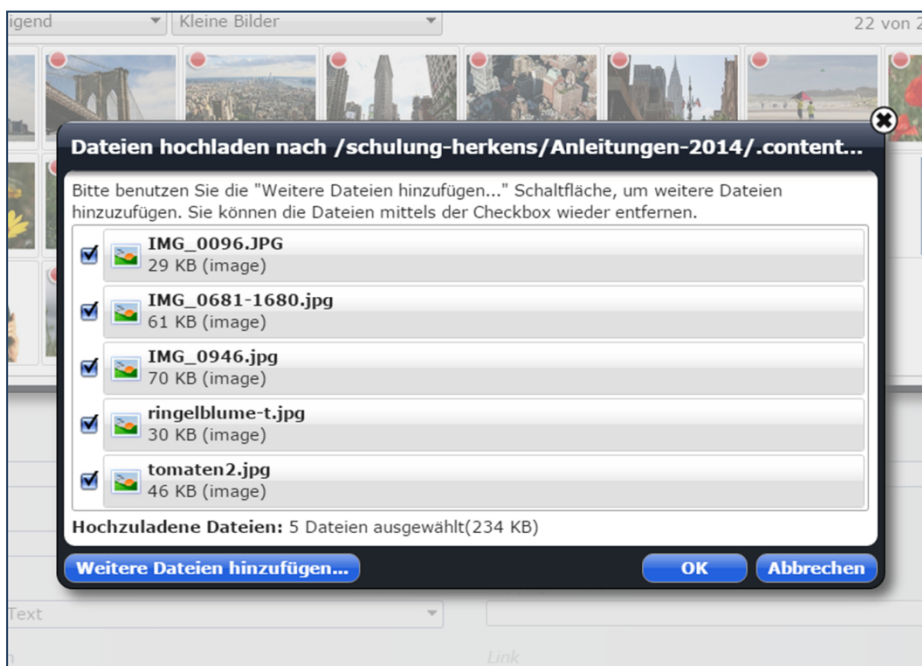 igend
Kleine Bilder
22 von 2
Dateien hochladen nach /schulung-herkens/Anleitungen-2014/.content...
Bitte benutzen Sie die "Weitere Dateien hinzufügen..." Schaltfläche, um weitere Dateien
hinzuzufügen. Sie können die Dateien mittels der Checkbox wieder entfernen.
IMG_0096.JPG
29 KB (image)
IMG_0681-1680.jpg
61 KB (image)
IMG_0946.jpg
70 KB (image)
ringelblume-t.jpg
30 KB (image)
tomaten2.jpg
46 KB (image)
Hochzuladene Dateien: 5 Dateien ausgewählt(234 KB)
Weitere Dateien hinzufügen...
OK
Abbrechen
Text
Link